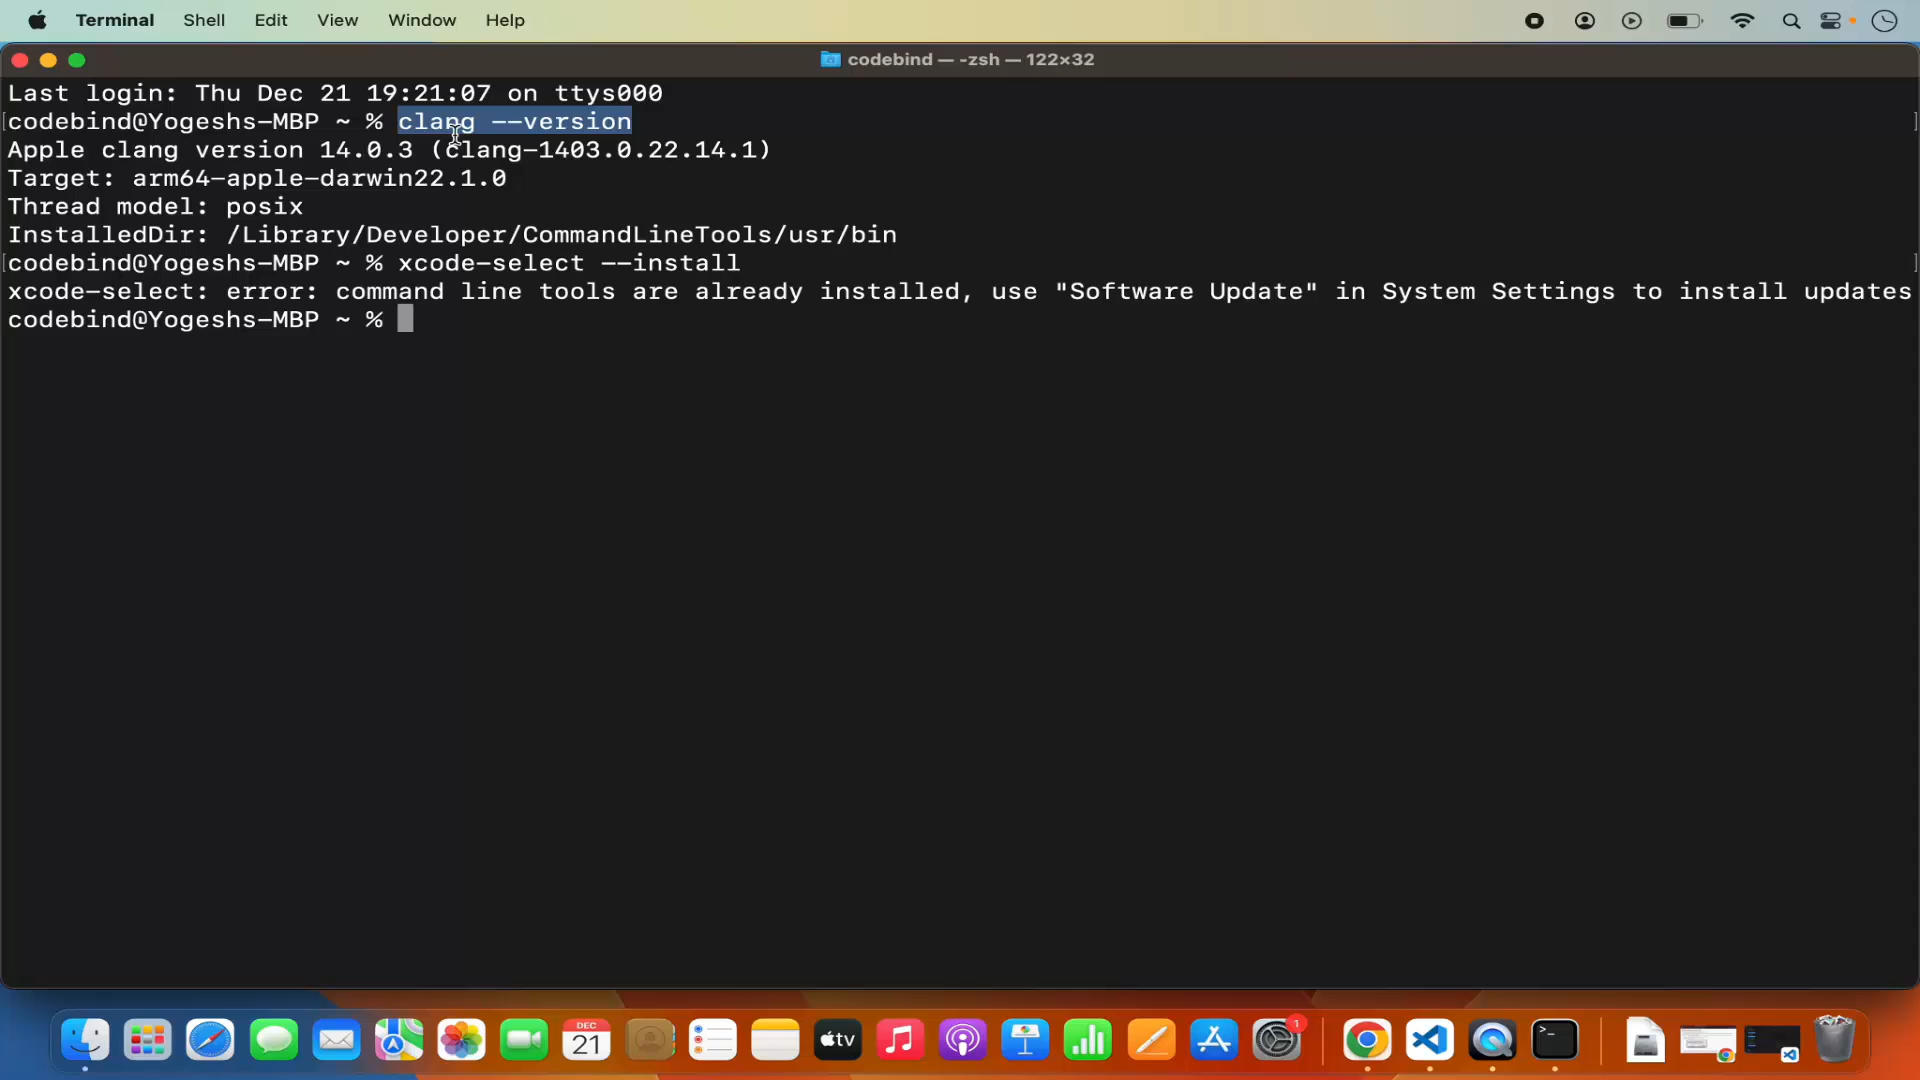 Terminal Shell Edit View Window Help
codebind — -zsh — 122×32
Last login: Thu Dec 21 19:21:07 on ttys000
[codebind@Yogeshs-MBP ~ % clang --version ]
Apple clang version 14.0.3 (clang-1403.0.22.14.1)
Target: arm64-apple-darwin22.1.0
Thread model: posix
InstalledDir: /Library/Developer/CommandLineTools/usr/bin
[codebind@Yogeshs-MBP ~ % xcode-select --install ]
xcode-select: error: command line tools are already installed, use "Software Update" in System Settings to install updates
codebind@Yogeshs-MBP ~ %
DEC
21
tv
1
>_